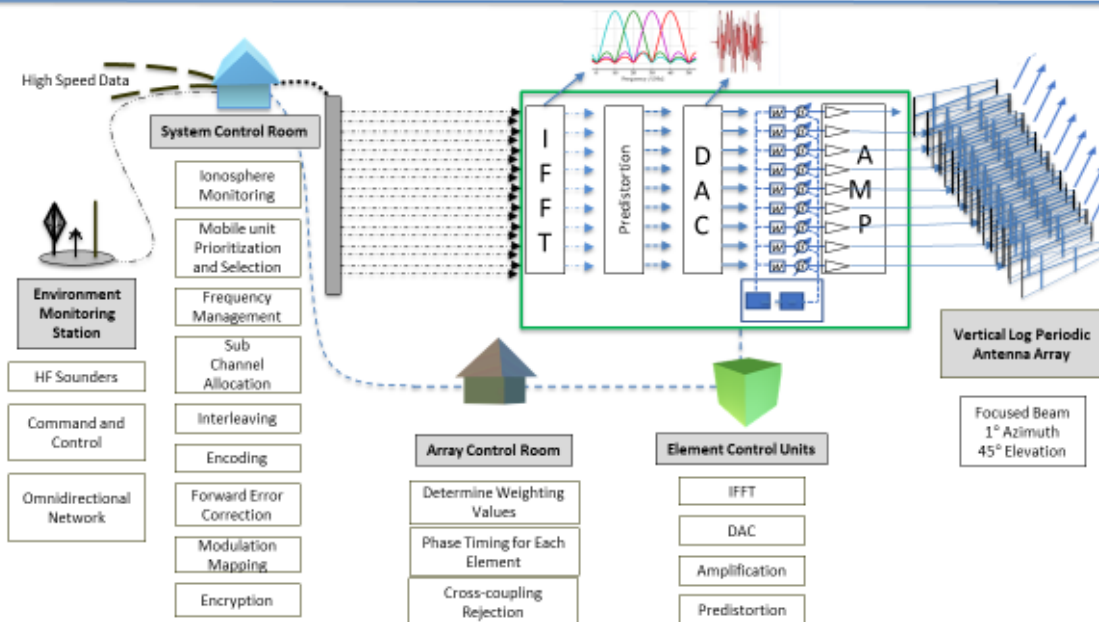 High Speed Data
System Control Room
Ionosphere
Monitoring
Mobile unit
Prioritization
and Selection
Frequency
Management
Sub
Channel
Allocation
Interleaving
Encoding
Forward Error
Correction
Modulation
Mapping
Encryption
Environment
Monitoring
Station
HF Sounders
Command and
Control
Omnidirectional
Network
IFFT
Predistortion
DAC
AMP
Array Control Room
Determine Weighting
Values
Phase Timing for Each
Element
Cross-coupling
Rejection
Element Control Units
IFFT
DAC
Amplification
Predistortion
Vertical Log Periodic
Antenna Array
Focused Beam
1° Azimuth
45° Elevation